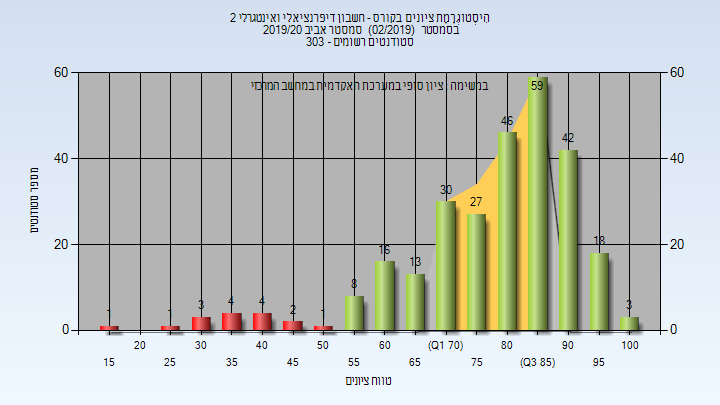 היסטוגרמת ציונים בקורס - חשבון דיפרנציאלי ואינטגרלי 2
בסמסטר (02/2019) סמסטר אביב 2019/20
סטודנטים רשומים - 303
במשימה : ציון סופי במערכת האקדמית במחשב המרכזי
60 60
40 40
20 20
0 0
1 1 3 4 4 2 1 8 16 13 30 27 46 59 42 18 3
מספר סטודנטים
20 30 40 50 60 (Q1 70) 80 90 100
15 25 35 45 55 65 75 (Q3 85) 95
טווח ציונים